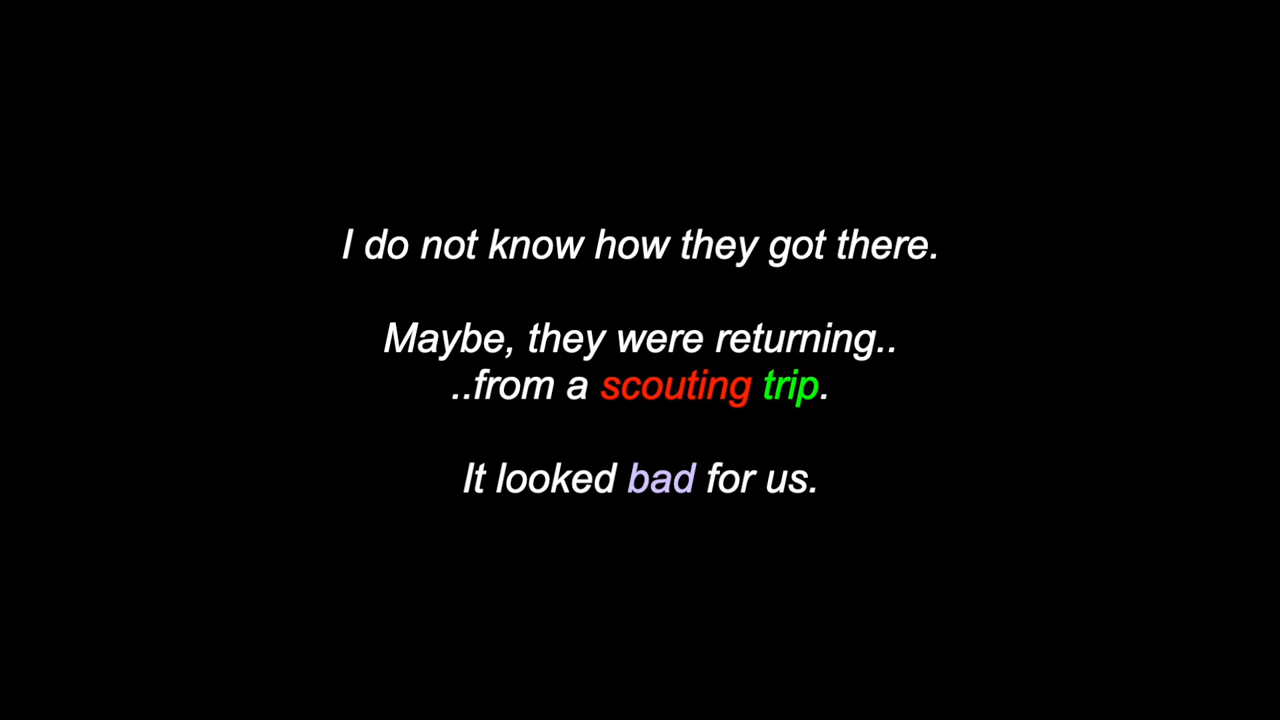 I do not know how they got there.
Maybe, they were returning..
..from a scouting trip.
It looked bad for us.